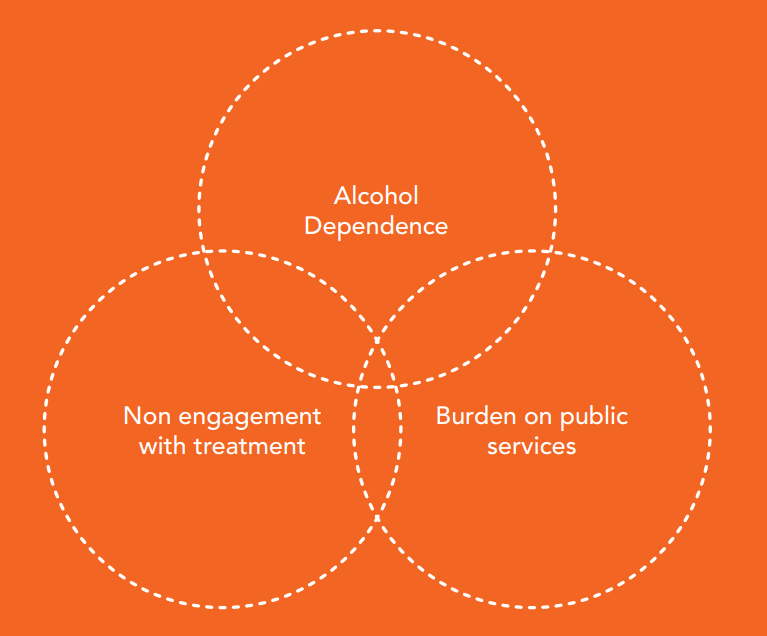 Alcohol
Dependence
Non engagement
with treatment
Burden on public
services